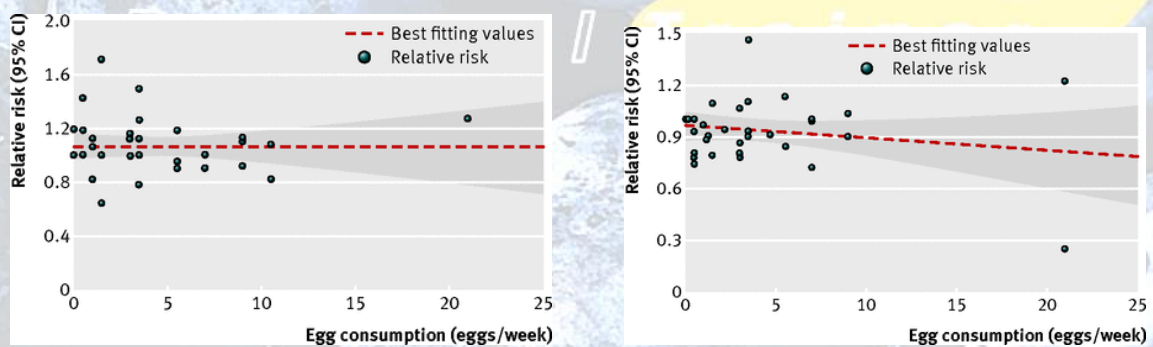 2.0
1.6
1.2
0.8
0.4
0
Relative risk (95% CI)
Best fitting values
Relative risk
0 5 10 15 20 25
Egg consumption (eggs/week)
1.5
1.2
0.9
0.6
0.3
0
Relative risk (95% CI)
Best fitting values
Relative risk
0 5 10 15 20 25
Egg consumption (eggs/week)